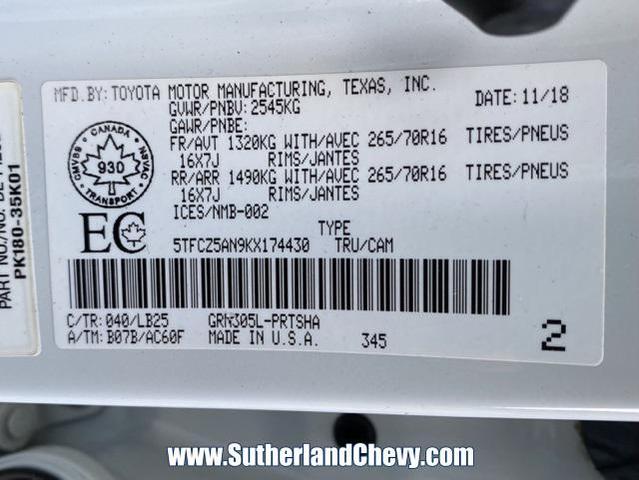 MFD.BY: TOYOTA MOTOR MANUFACTURING, TEXAS, INC.
GVWR/PNBV: 2545KG DATE: 11/18
GAWR/PNBE:
FR/AVT 1320KG WITH/AVEC 265/70R16 TIRES/PNEUS
16X7J RIMS/JANTES
RR/ARR 1490KG WITH/AVEC 265/70R16 TIRES/PNEUS
16X7J RIMS/JANTES
ICES/NMB-002
CANADA
930
TRANSPORT
EC
TYPE
5TFCZ5AN9KX174430 TRU/CAM
C/TR: 040/LB25 GRN305L-PRTSHA
A/TM: B07B/AC60F MADE IN U.S.A. 345 2
PK180-35K01
www.SutherlandChevy.com